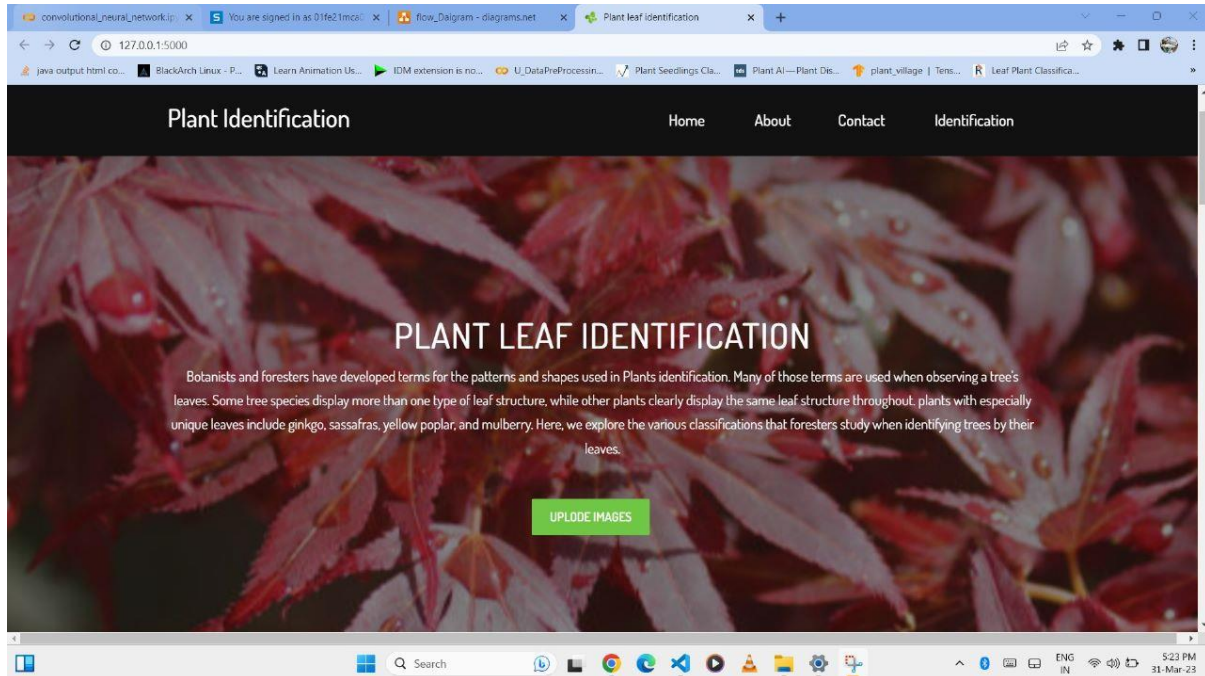 convolutional_neural_network.ip
You are signed in as 01fe21mca
flow_Daigram - diagrams.net
Plant leaf identification
127.0.0.1:5000
java output html co...
BlackArch Linux - P...
Learn Animation Us...
IDM extension is no...
U_DataPreProcessin...
Plant Seedlings Cla...
Plant AI—Plant Dis...
plant_village | Tens...
Leaf Plant Classifica...
»
Plant Identification
Home
About
Contact
Identification
PLANT LEAF IDENTIFICATION
Botanists and foresters have developed terms for the patterns and shapes used in Plants identification. Many of those terms are used when observing a tree's
leaves. Some tree species display more than one type of leaf structure, while other plants clearly display the same leaf structure throughout. plants with especially
unique leaves include ginkgo, sassafras, yellow poplar, and mulberry. Here, we explore the various classifications that foresters study when identifying trees by their
leaves.
UPLODE IMAGES
Search
ENG
IN
5:23 PM
31-Mar-23